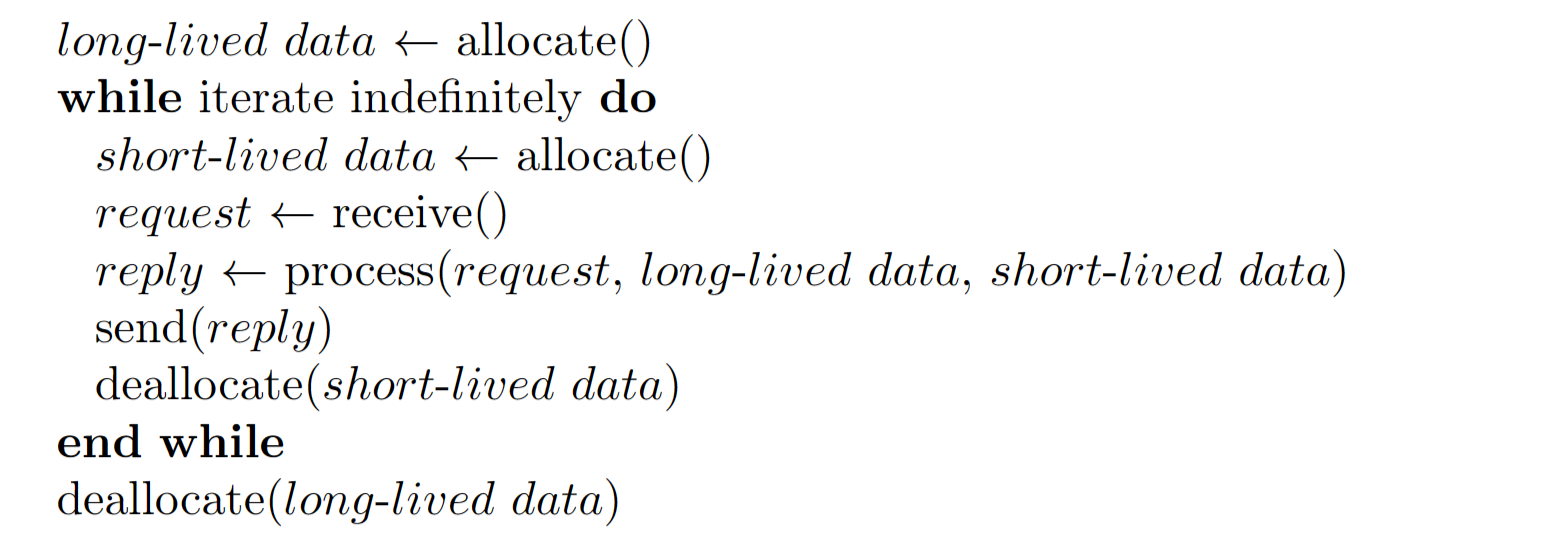 long-lived data ← allocate()
while iterate indefinitely do
short-lived data ← allocate()
request ← receive()
reply ← process(request, long-lived data, short-lived data)
send(reply)
deallocate(short-lived data)
end while
deallocate(long-lived data)